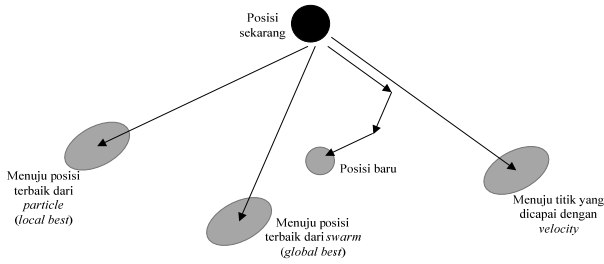 Posisi
sekarang
Menuju posisi
terbaik dari
particle
(local best)
Menuju posisi
terbaik dari swarm
(global best)
Posisi baru
Menuju titik yang
dicapai dengan
velocity